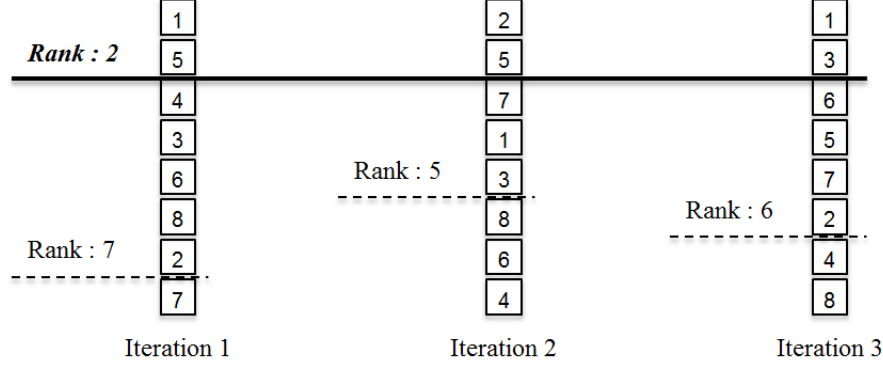 1 2 1
Rank : 2 5 5 3
4 7 6
3 1 5
Rank : 5
6 3 7
8 8 Rank : 6 2
Rank : 7 2 6 4
7 4 8
Iteration 1 Iteration 2 Iteration 3